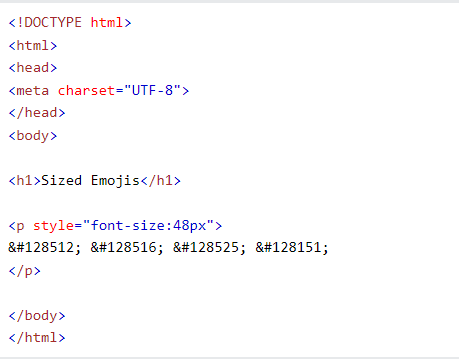 <!DOCTYPE html>
<html>
<head>
<meta charset="UTF-8">
</head>
<body>
<h1>Sized Emojis</h1>
<p style="font-size:48px">
&#128512; &#128516; &#128525; &#128151;
</p>
</body>
</html>